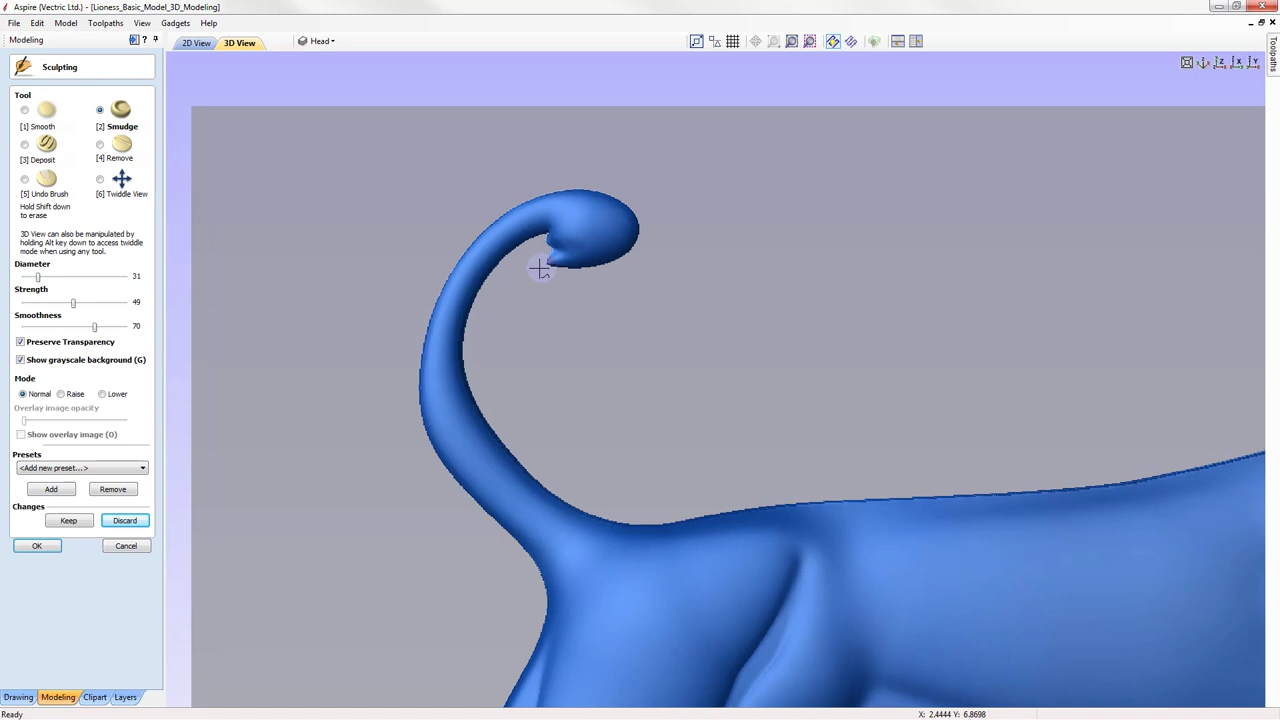 Aspire (Vectric Ltd.) - [Lioness_Basic_Model_3D_Modeling]
File Edit Model Toolpaths View Gadgets Help
Modeling ?
2D View 3D View Head
Toolpaths
Sculpting
Tool
[1] Smooth [2] Smudge
[3] Deposit [4] Remove
[5] Undo Brush [6] Twiddle View
Hold Shift down
to erase
3D View can also be manipulated by
holding Alt key down to access twiddle
mode when using any tool.
Diameter
31
Strength
49
Smoothness
70
Preserve Transparency
Show grayscale background (G)
Mode
Normal Raise Lower
Overlay image opacity
Show overlay image (O)
Presets
<Add new preset...>
Add Remove
Changes
Keep Discard
OK Cancel
Drawing Modeling Clipart Layers
Ready X: 2.4444 Y: 6.8698